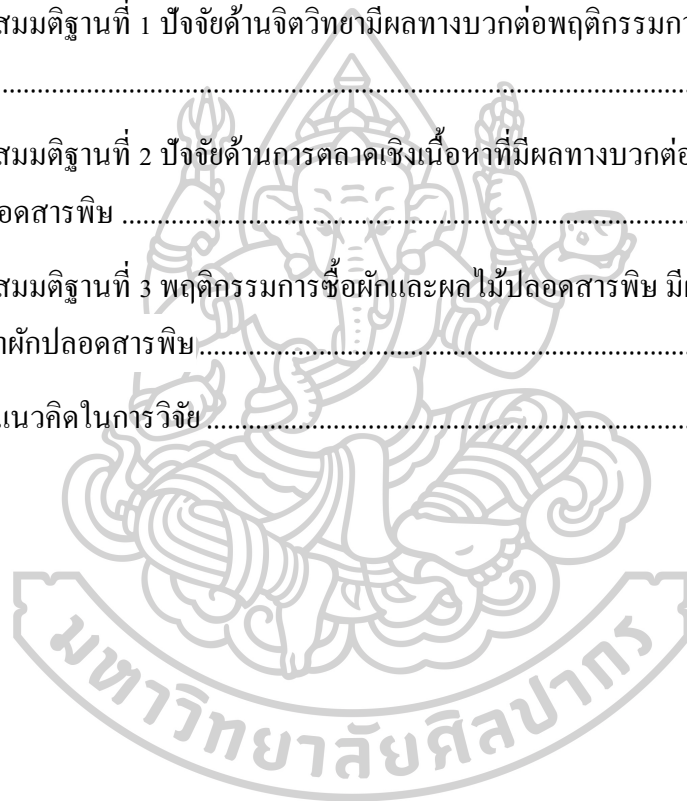 สมมติฐานที่ 1 ปัจจัยด้านจิตวิทยามีผลทางบวกต่อพฤติกรรมกา
..........................................................................................................
สมมติฐานที่ 2 ปัจจัยด้านการตลาดเชิงเนื้อหาที่มีผลทางบวกต่อ
อดสารพิษ ....................................................................................
สมมติฐานที่ 3 พฤติกรรมการซื้อผักและผลไม้ปลอดสารพิษ มี
าผักปลอดสารพิษ ........................................................................
แนวคิดในการวิจัย .......................................................................
มหาวิทยาลัยศิลปากร